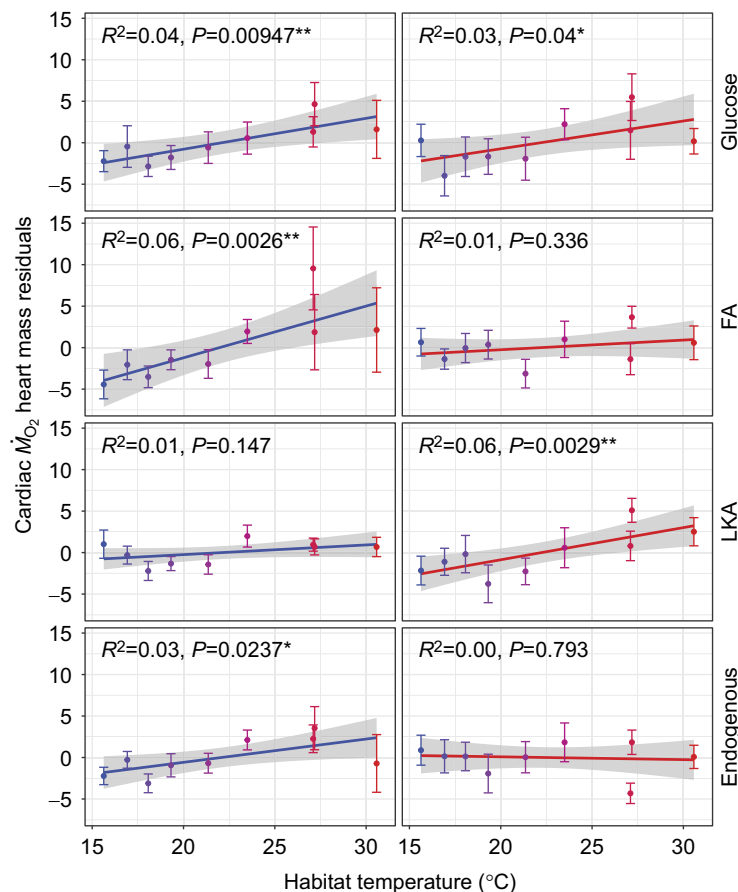 R²=0.04, P=0.00947**
R²=0.03, P=0.04*
15
10
5
0
−5
Glucose
R²=0.06, P=0.0026**
R²=0.01, P=0.336
15
10
5
0
−5
FA
Cardiac ṀO₂ heart mass residuals
R²=0.01, P=0.147
R²=0.06, P=0.0029**
15
10
5
0
−5
LKA
R²=0.03, P=0.0237*
R²=0.00, P=0.793
15
10
5
0
−5
Endogenous
15 20 25 30 15 20 25 30
Habitat temperature (°C)